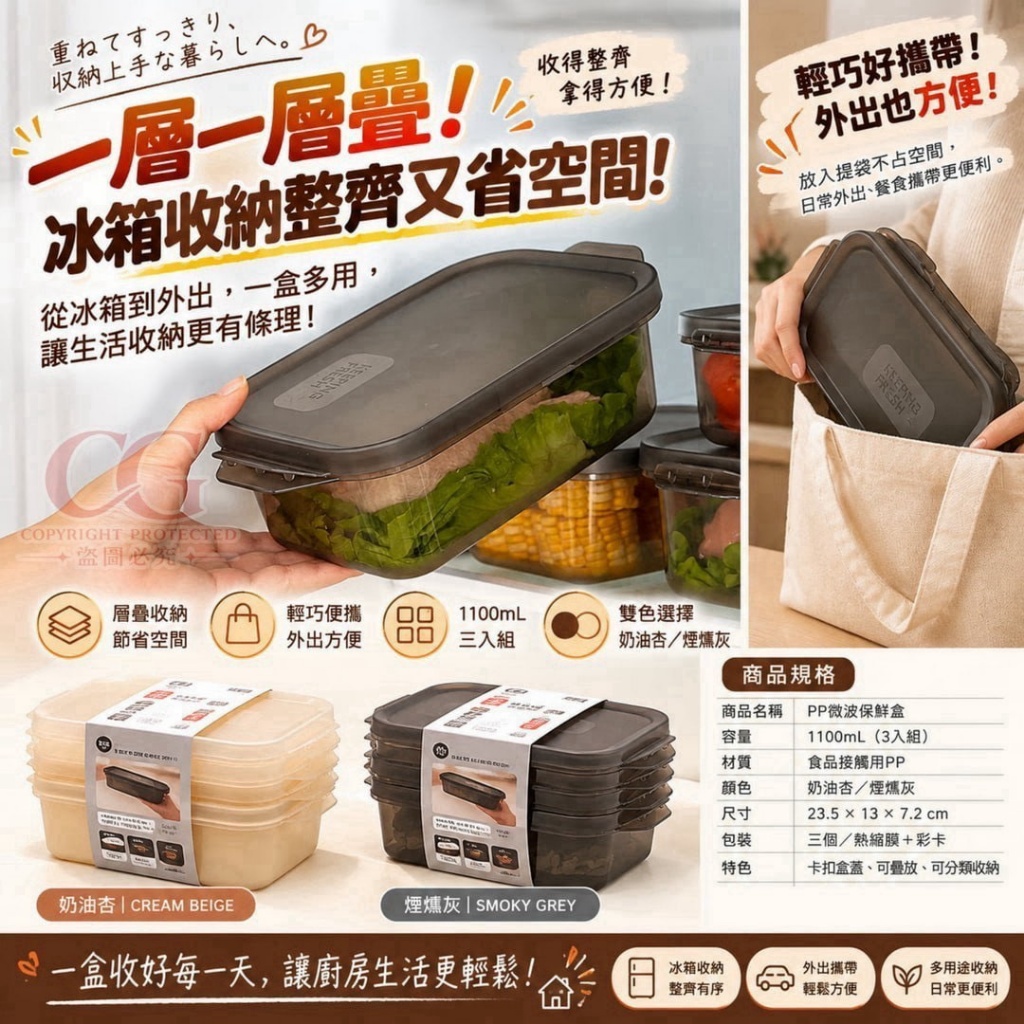 重ねてすっきり、
収納上手な暮らしへ。
一層一層疊！
冰箱收納整齊又省空間！
收得整齊
拿得方便！
從冰箱到外出，一盒多用，
讓生活收納更有條理！
輕巧好攜帶！
外出也方便！
放入提袋不占空間，
日常外出、餐食攜帶更便利。
KEEPING
FRESH
KEEPING
FRESH
CG
COPYRIGHT PROTECTED
盜圖必究
層疊收納
節省空間
輕巧便攜
外出方便
1100mL
三入組
雙色選擇
奶油杏／煙燻灰
奶油杏 | CREAM BEIGE
煙燻灰 | SMOKY GREY
商品規格
商品名稱 PP微波保鮮盒
容量 1100mL（3入組）
材質 食品接觸用PP
顏色 奶油杏／煙燻灰
尺寸 23.5 × 13 × 7.2 cm
包裝 三個／熱縮膜＋彩卡
特色 卡扣盒蓋、可疊放、可分類收納
一盒收好每一天，讓廚房生活更輕鬆！
冰箱收納
整齊有序
外出攜帶
輕鬆方便
多用途收納
日常更便利